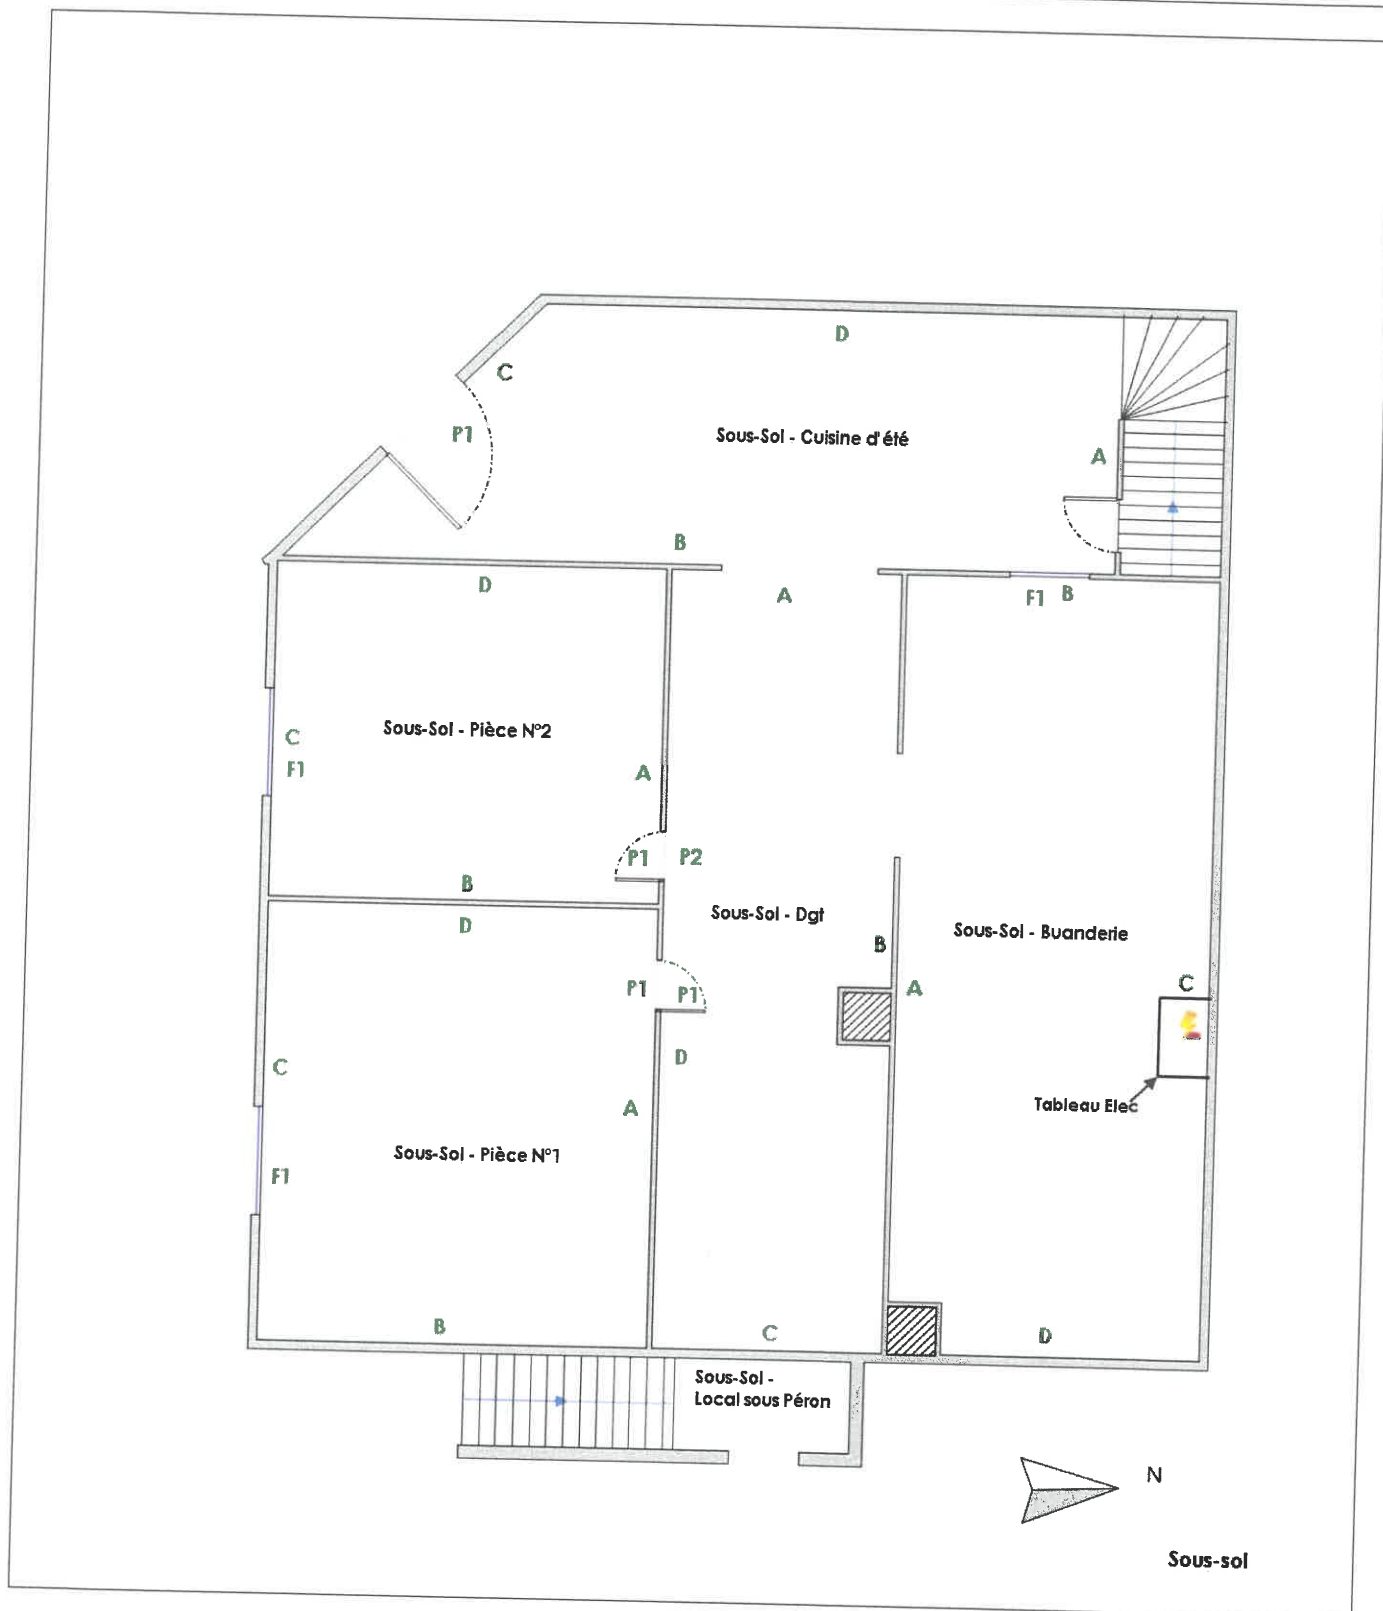 D
C
P1
Sous-Sol - Cuisine d'été
A
B
D
A
F1 B
Sous-Sol - Pièce N°2
C
F1
A
P1 P2
B
Sous-Sol - Dgt
D
B
Sous-Sol - Buanderie
P1 P1
A
C
C
D
Tableau Elec
A
Sous-Sol - Pièce N°1
F1
B
C
D
Sous-Sol -
Local sous Péron
N
Sous-sol